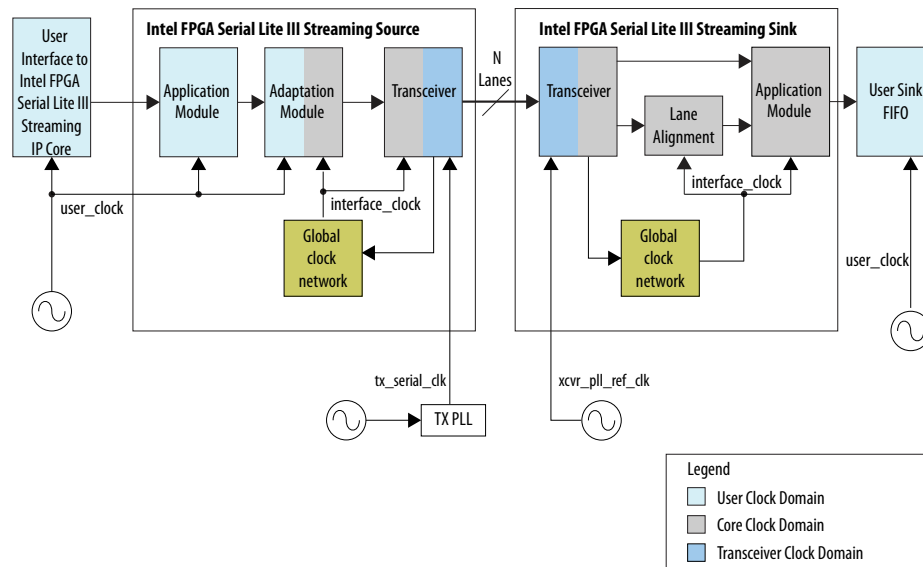 Intel FPGA Serial Lite III Streaming Source
Intel FPGA Serial Lite III Streaming Sink
User
Interface to
Intel FPGA
Serial Lite III
Streaming
IP Core
Application
Module
Adaptation
Module
Transceiver
N
Lanes
Transceiver
Lane
Alignment
Application
Module
User Sink
FIFO
user_clock
interface_clock
interface_clock
Global
clock
network
Global
clock
network
user_clock
tx_serial_clk
xcvr_pll_ref_clk
TX PLL
Legend
User Clock Domain
Core Clock Domain
Transceiver Clock Domain